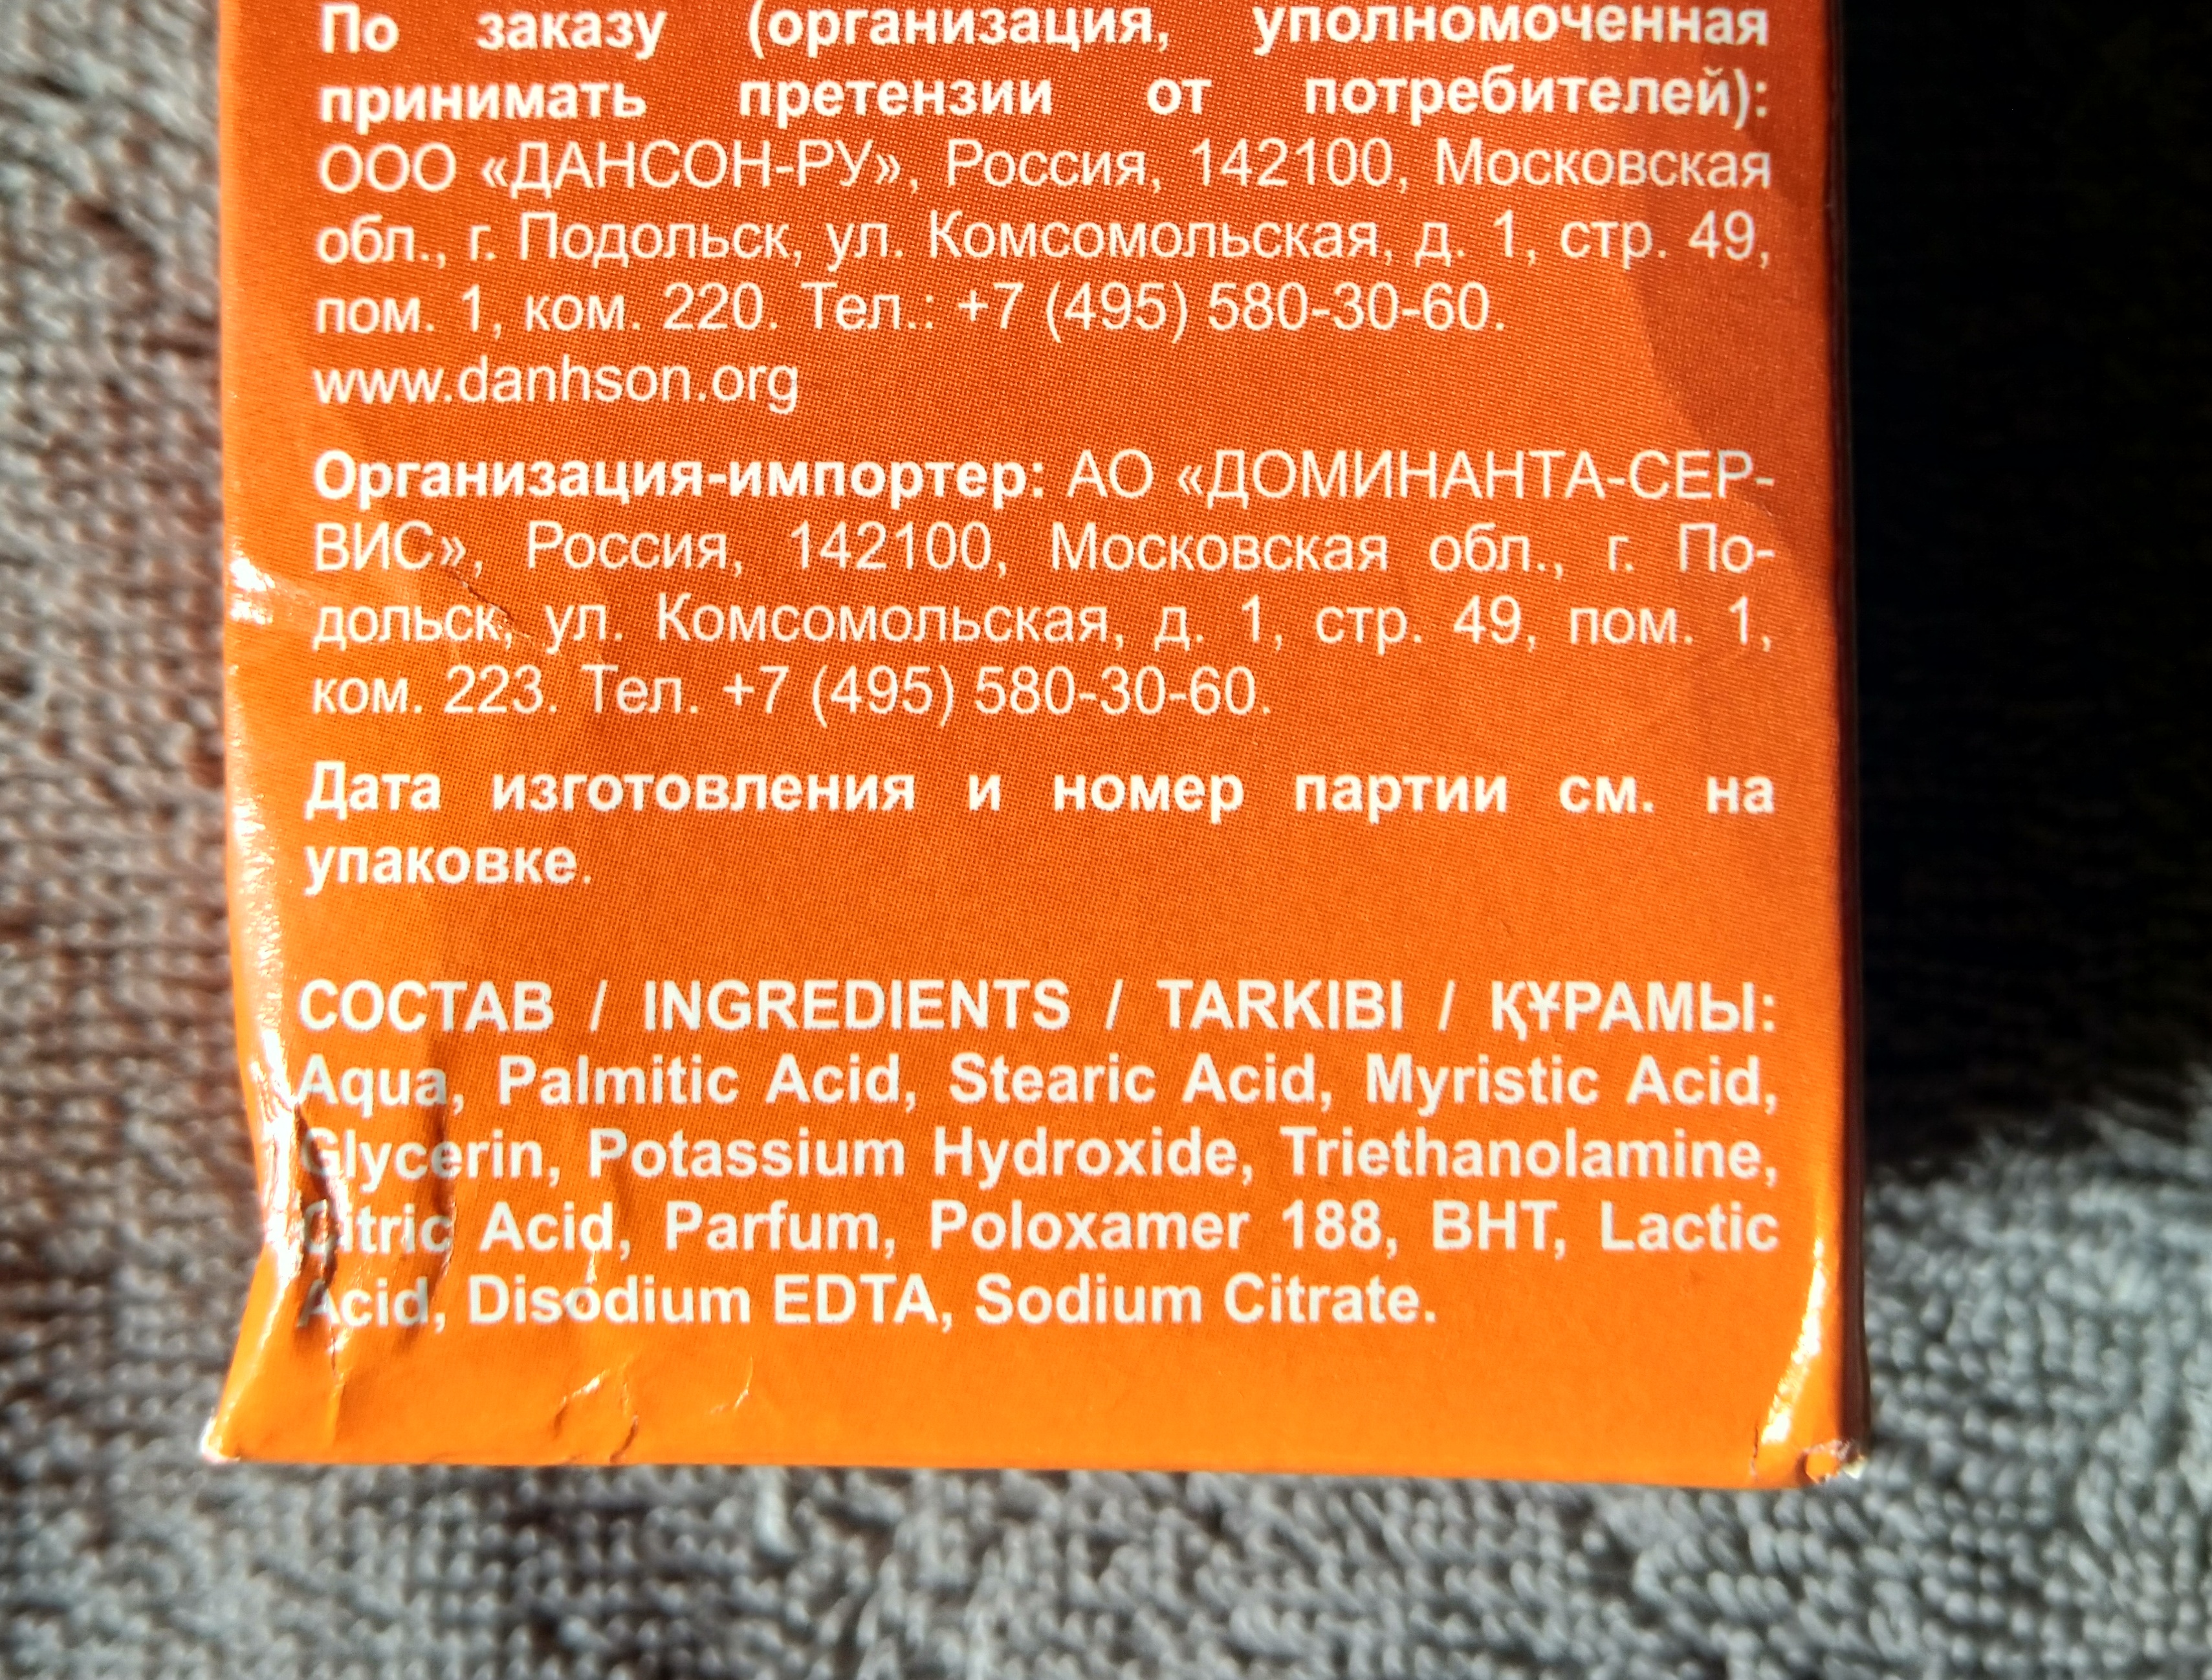 По заказу (организация, уполномоченная
принимать претензии от потребителей):
ООО «ДАНСОН-РУ», Россия, 142100, Московская
обл., г. Подольск, ул. Комсомольская, д. 1, стр. 49,
пом. 1, ком. 220. Тел.: +7 (495) 580-30-60.
www.danhson.org
Организация-импортер: АО «ДОМИНАНТА-СЕР-
ВИС», Россия, 142100, Московская обл., г. По-
дольск, ул. Комсомольская, д. 1, стр. 49, пом. 1,
ком. 223. Тел. +7 (495) 580-30-60.
Дата изготовления и номер партии см. на
упаковке.
СОСТАВ / INGREDIENTS / TARKIBI / ҚҰРАМЫ:
Aqua, Palmitic Acid, Stearic Acid, Myristic Acid,
Glycerin, Potassium Hydroxide, Triethanolamine,
Citric Acid, Parfum, Poloxamer 188, BHT, Lactic
Acid, Disodium EDTA, Sodium Citrate.